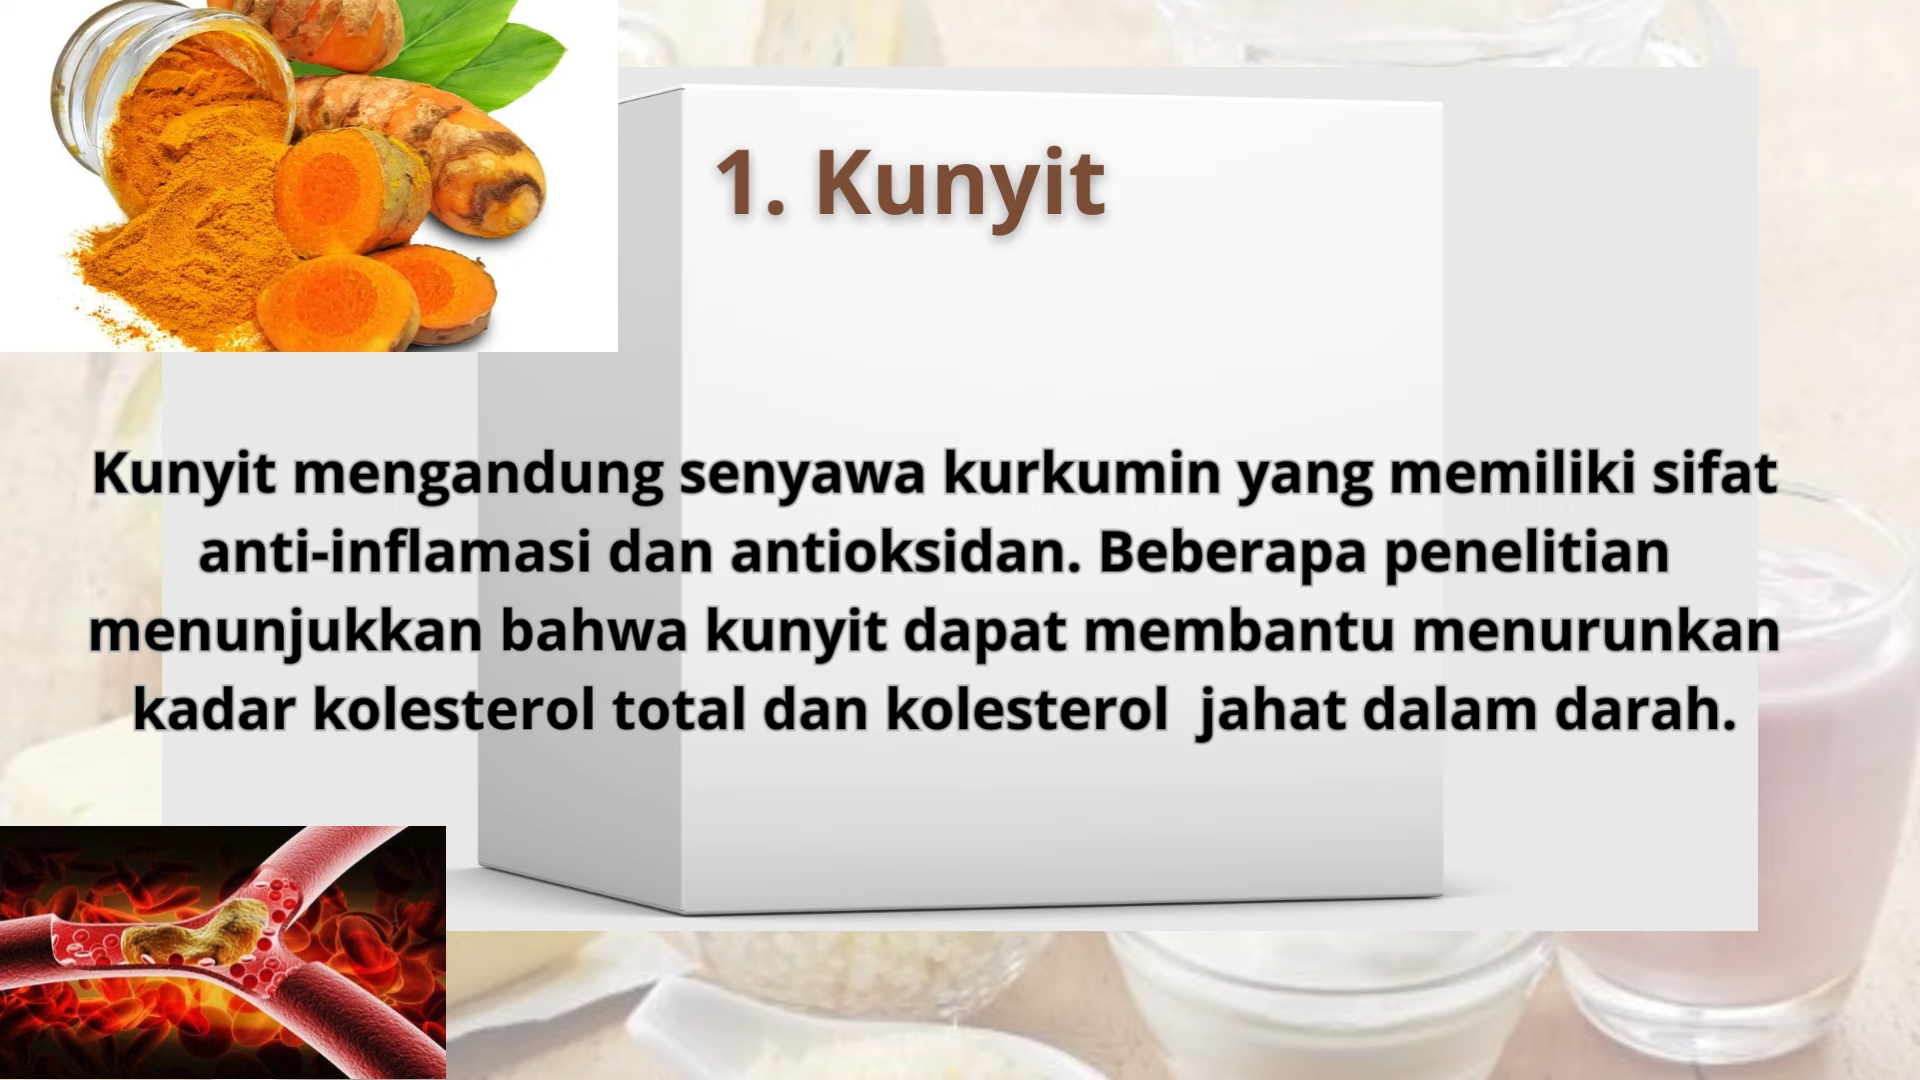 1. Kunyit
Kunyit mengandung senyawa kurkumin yang memiliki sifat
anti-inflamasi dan antioksidan. Beberapa penelitian
menunjukkan bahwa kunyit dapat membantu menurunkan
kadar kolesterol total dan kolesterol  jahat dalam darah.